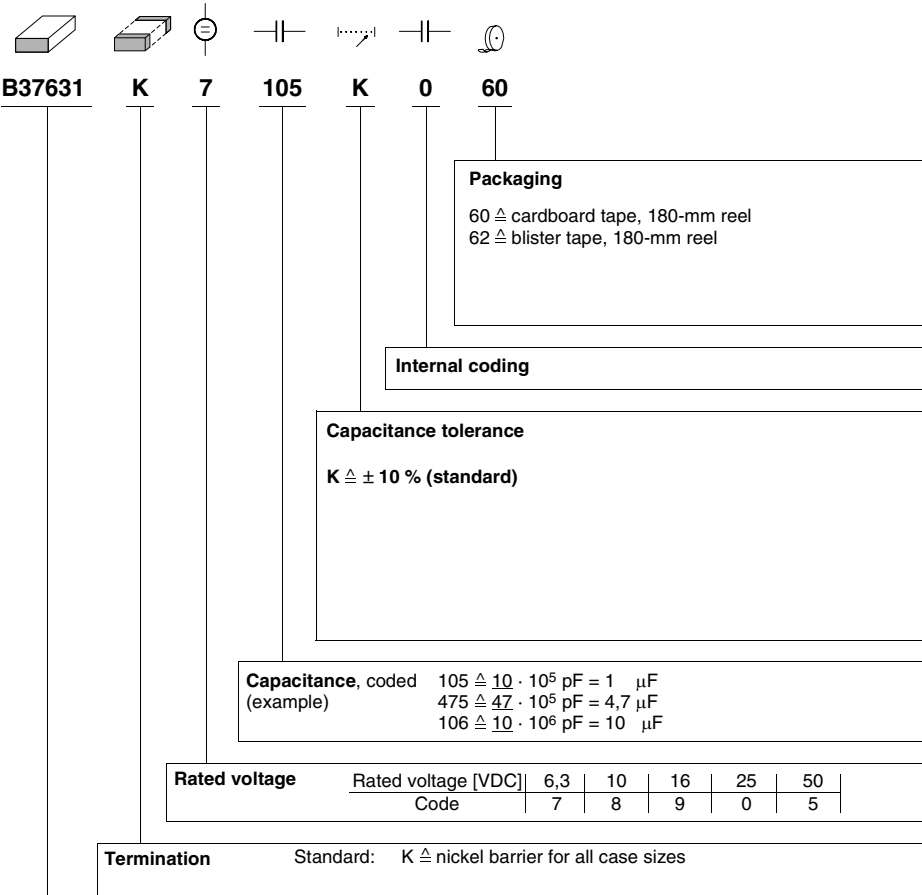 B37631 K 7 105 K 0 60
Packaging
60 ≙ cardboard tape, 180-mm reel
62 ≙ blister tape, 180-mm reel
Internal coding
Capacitance tolerance
K ≙ ± 10 % (standard)
Capacitance, coded 105 ≙ 10 · 10⁵ pF = 1 μF
(example) 475 ≙ 47 · 10⁵ pF = 4,7 μF
106 ≙ 10 · 10⁶ pF = 10 μF
Rated voltage Rated voltage [VDC] 6,3 10 16 25 50
Code 7 8 9 0 5
Termination Standard: K ≙ nickel barrier for all case sizes